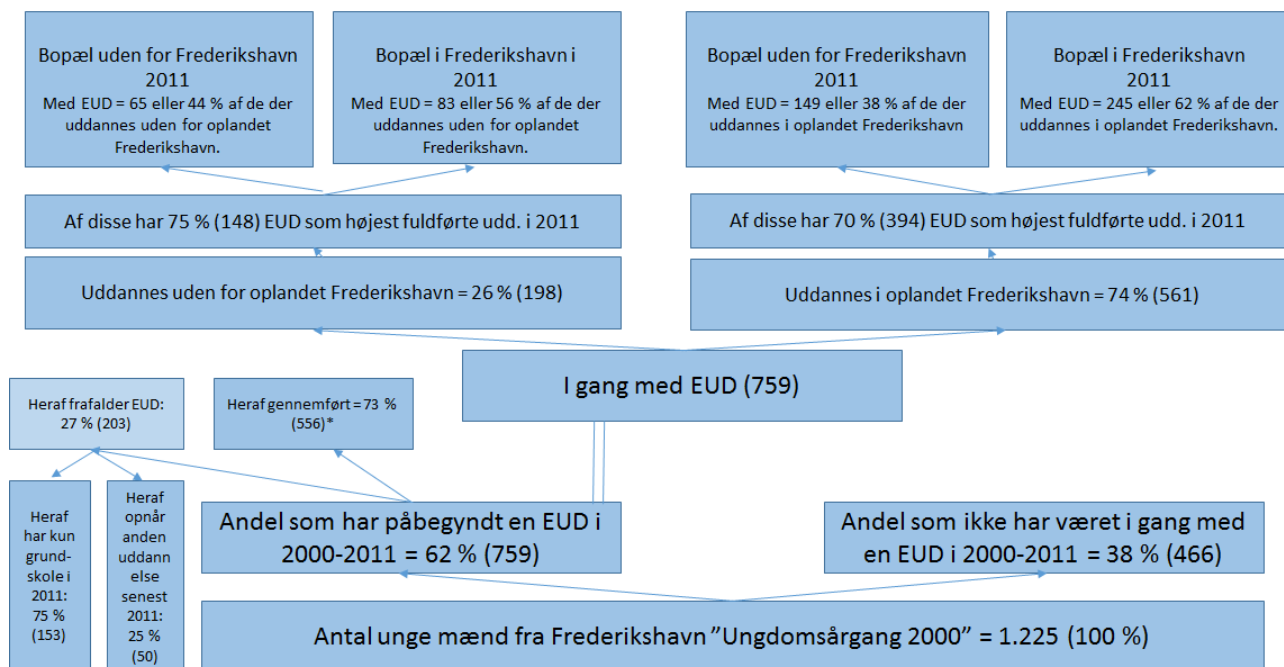 Bopæl uden for Frederikshavn
2011
Med EUD = 65 eller 44 % af de der
uddannes uden for oplandet
Frederikshavn.
Bopæl i Frederikshavn i
2011
Med EUD = 83 eller 56 % af de der
uddannes uden for oplandet
Frederikshavn.
Bopæl uden for Frederikshavn
2011
Med EUD = 149 eller 38 % af de der
uddannes i oplandet Frederikshavn
Bopæl i Frederikshavn
2011
Med EUD = 245 eller 62 % af de der
uddannes i oplandet Frederikshavn.
Af disse har 75 % (148) EUD som højest fuldførte udd. i 2011
Af disse har 70 % (394) EUD som højest fuldførte udd. i 2011
Uddannes uden for oplandet Frederikshavn = 26 % (198)
Uddannes i oplandet Frederikshavn = 74 % (561)
I gang med EUD (759)
Heraf frafalder EUD:
27 % (203)
Heraf gennemført = 73 %
(556)*
Heraf
har kun
grund-
skole i
2011:
75 %
(153)
Heraf
opnår
anden
uddann
else
senest
2011:
25 %
(50)
Andel som har påbegyndt en EUD i
2000-2011 = 62 % (759)
Andel som ikke har været i gang med
en EUD i 2000-2011 = 38 % (466)
Antal unge mænd fra Frederikshavn ”Ungdomsårgang 2000” = 1.225 (100 %)